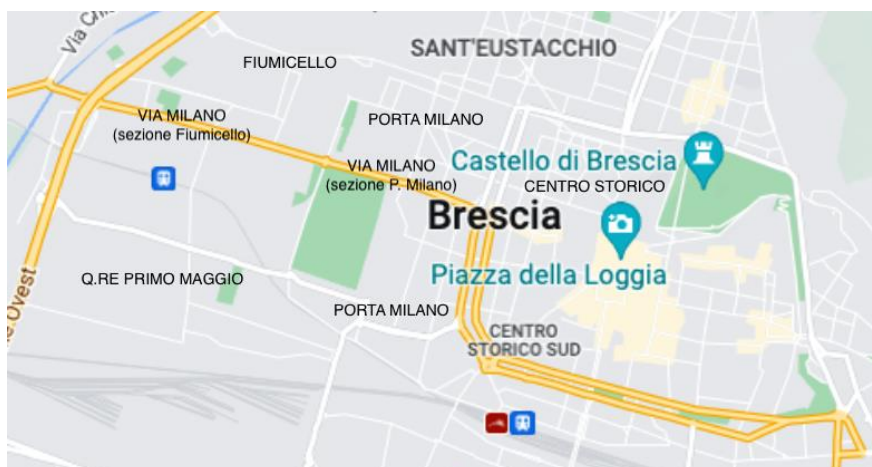 Via Chi
SANT'EUSTACCHIO
FIUMICELLO
VIA MILANO
(sezione Fiumicello)
PORTA MILANO
VIA MILANO
(sezione P. Milano)
Castello di Brescia
CENTRO STORICO
Brescia
Piazza della Loggia
Q.RE PRIMO MAGGIO
PORTA MILANO
Ovest
CENTRO
STORICO SUD